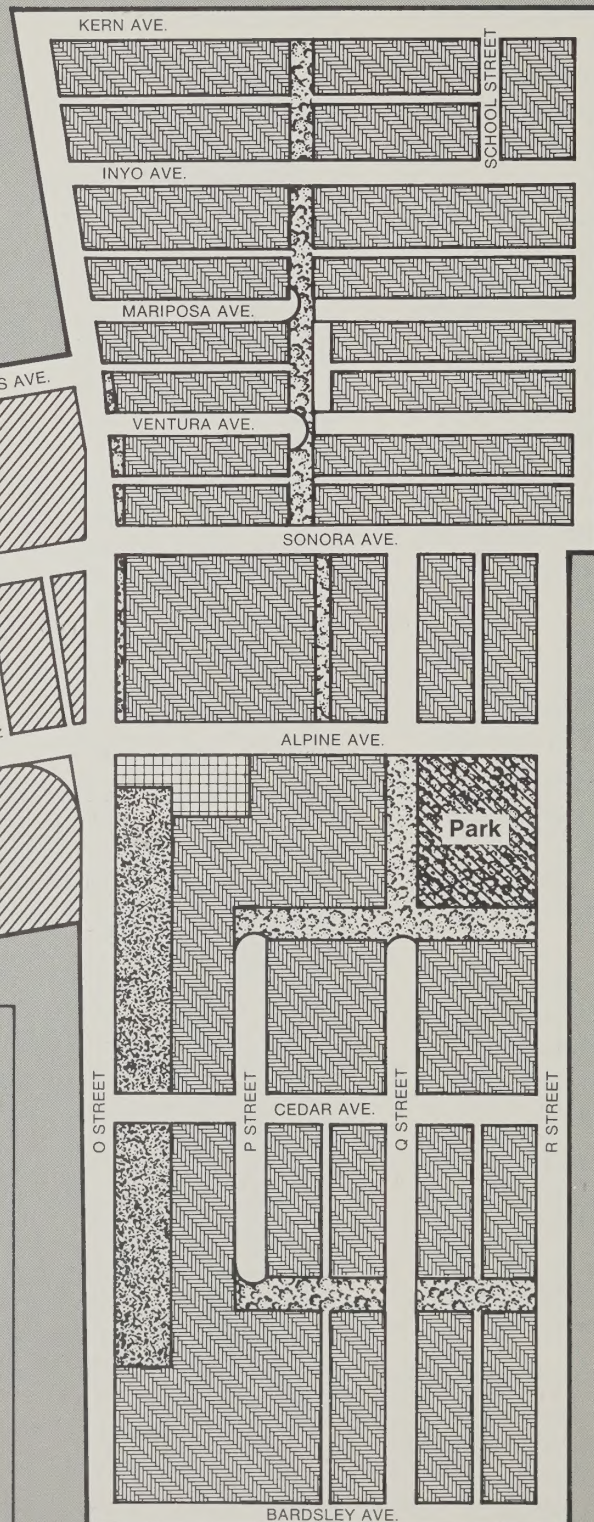 KERN AVE.
SCHOOL STREET
INYO AVE.
MARIPOSA AVE.
S AVE.
VENTURA AVE.
SONORA AVE.
ALPINE AVE.
Park
O STREET
P STREET
CEDAR AVE.
Q STREET
R STREET
BARDSLEY AVE.